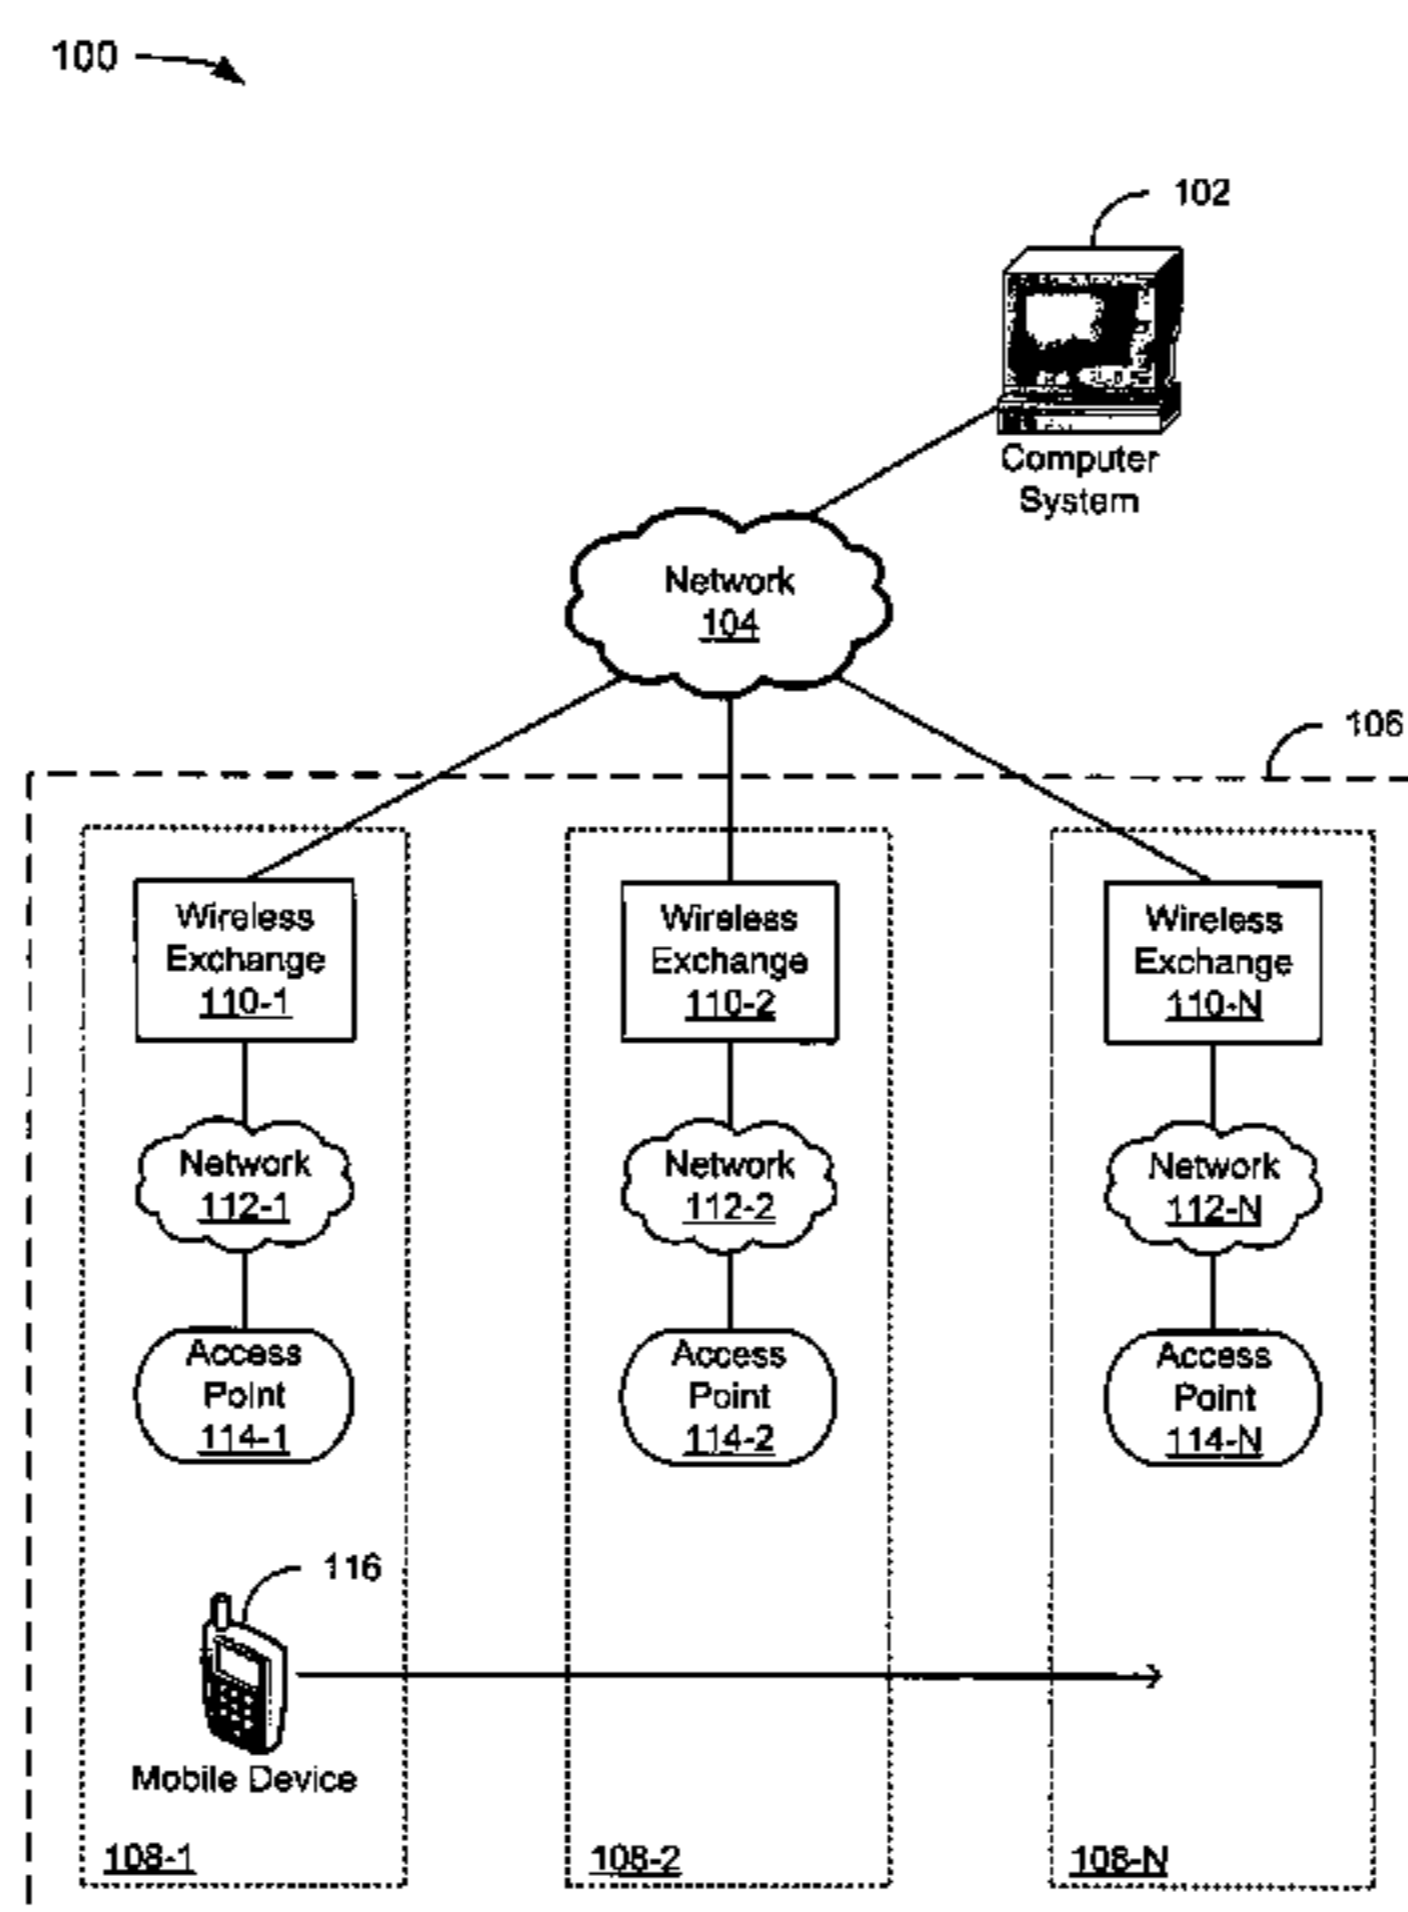 100
102
Computer
System
Network
104
106
Wireless
Exchange
110-1
Wireless
Exchange
110-2
Wireless
Exchange
110-N
Network
112-1
Network
112-2
Network
112-N
Access
Point
114-1
Access
Point
114-2
Access
Point
114-N
116
Mobile Device
108-1
108-2
108-N